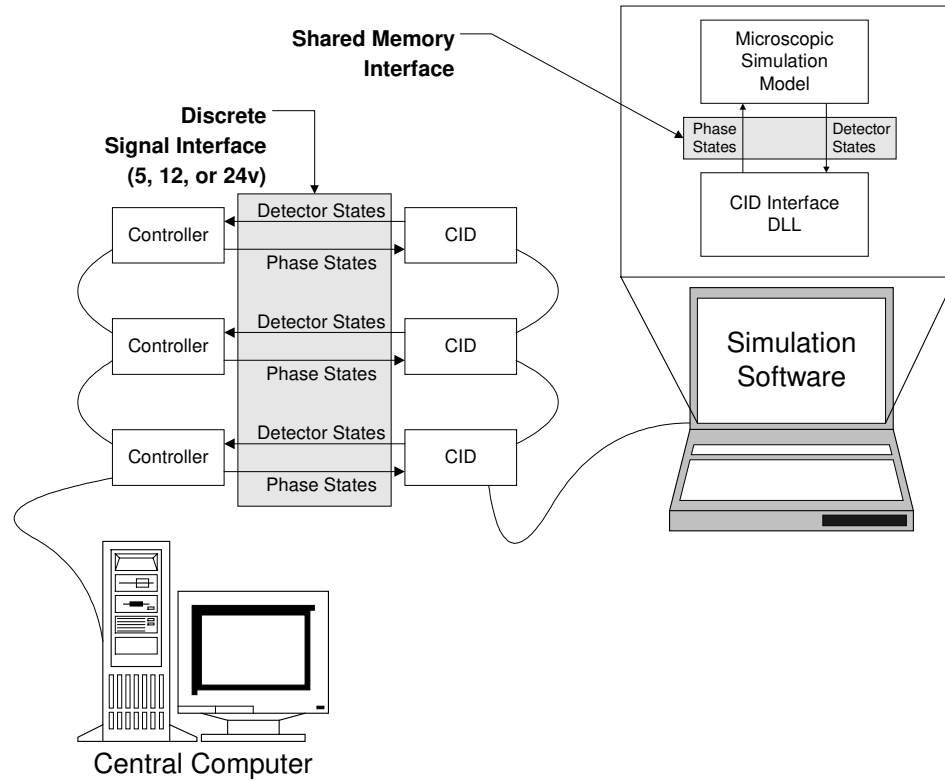 Shared Memory
Interface
Microscopic
Simulation
Model
Phase
States
Detector
States
CID Interface
DLL
Discrete
Signal Interface
(5, 12, or 24v)
Controller
Detector States
Phase States
CID
Controller
Detector States
Phase States
CID
Controller
Detector States
Phase States
CID
Simulation
Software
Central Computer